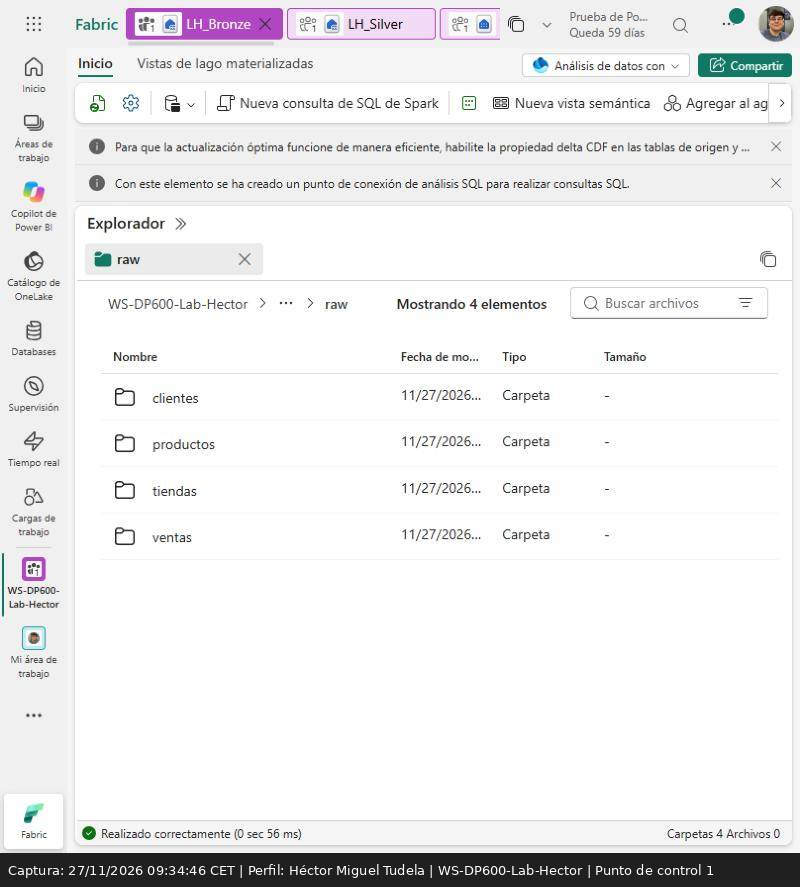 Fabric
LH_Bronze
LH_Silver
Prueba de Po...
Queda 59 días
Inicio
Vistas de lago materializadas
Análisis de datos con
Compartir
Nueva consulta de SQL de Spark
Nueva vista semántica
Agregar al ag
Para que la actualización óptima funcione de manera eficiente, habilite la propiedad delta CDF en las tablas de origen y ...
Con este elemento se ha creado un punto de conexión de análisis SQL para realizar consultas SQL.
Inicio
Áreas de
trabajo
Copilot de
Power BI
Catálogo de
OneLake
Databases
Supervisión
Tiempo real
Cargas de
trabajo
WS-DP600-
Lab-Hector
Mi área de
trabajo
Fabric
Explorador
raw
WS-DP600-Lab-Hector > ... > raw
Mostrando 4 elementos
Buscar archivos
Nombre Fecha de mo... Tipo Tamaño
clientes 11/27/2026... Carpeta -
productos 11/27/2026... Carpeta -
tiendas 11/27/2026... Carpeta -
ventas 11/27/2026... Carpeta -
Realizado correctamente (0 sec 56 ms)
Carpetas 4 Archivos 0
Captura: 27/11/2026 09:34:46 CET | Perfil: Héctor Miguel Tudela | WS-DP600-Lab-Hector | Punto de control 1